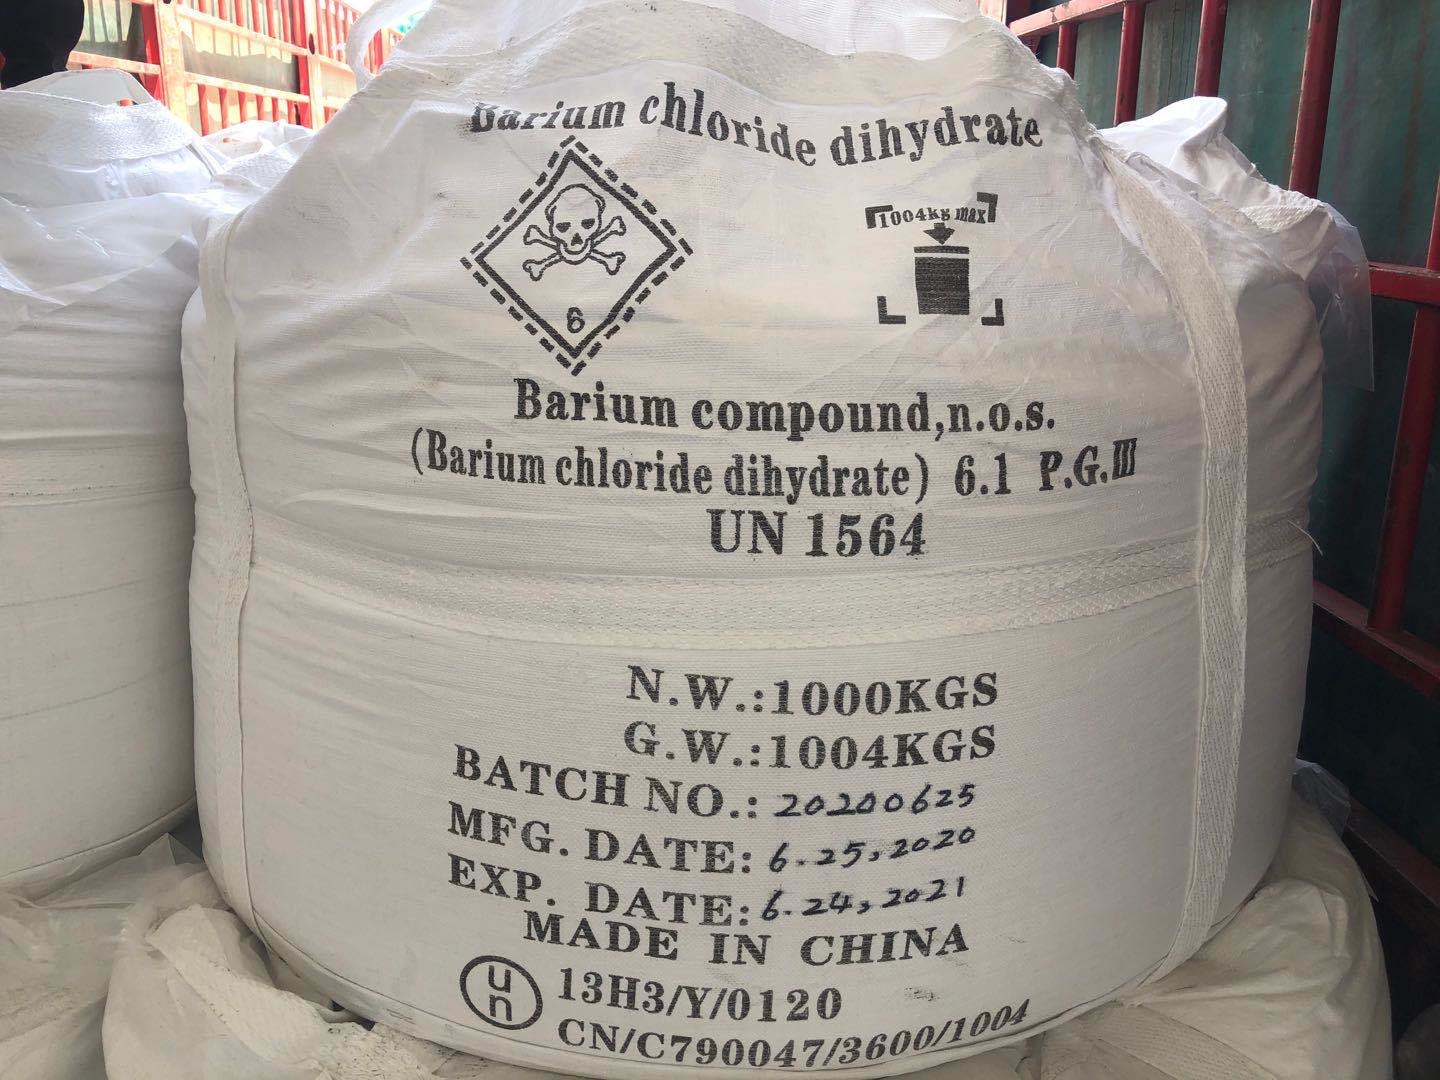 Barium chloride dihydrate
1004kg max
6
Barium compound,n.o.s.
(Barium chloride dihydrate) 6.1 P.G.III
UN 1564
N.W.:1000KGS
G.W.:1004KGS
BATCH NO.: 20200625
MFG. DATE: 6.25,2020
EXP. DATE: 6.24,2021
MADE IN CHINA
un 13H3/Y/0120
CN/C790047/3600/1004